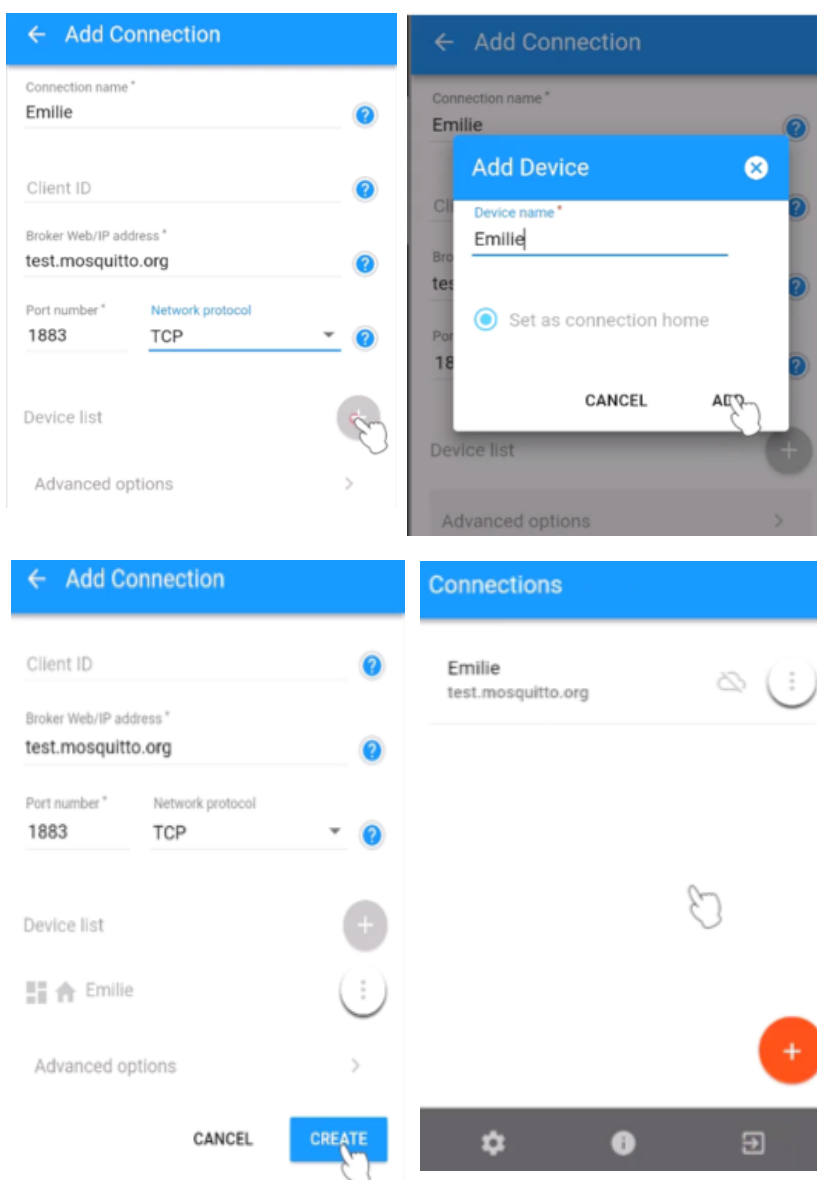 Add Connection
Connection name*
Emilie
Client ID
Broker Web/IP address*
test.mosquitto.org
Port number* Network protocol
1883 TCP
Device list
Advanced options
Add Connection
Connection name*
Emilie
Add Device
Device name*
Emilie
Set as connection home
CANCEL
18
Device list
Advanced options
Add Connection
Client ID
Broker Web/IP address*
test.mosquitto.org
Port number* Network protocol
1883 TCP
Device list
Emilie
Advanced options
CANCEL CREATE
Connections
Emilie
test.mosquitto.org